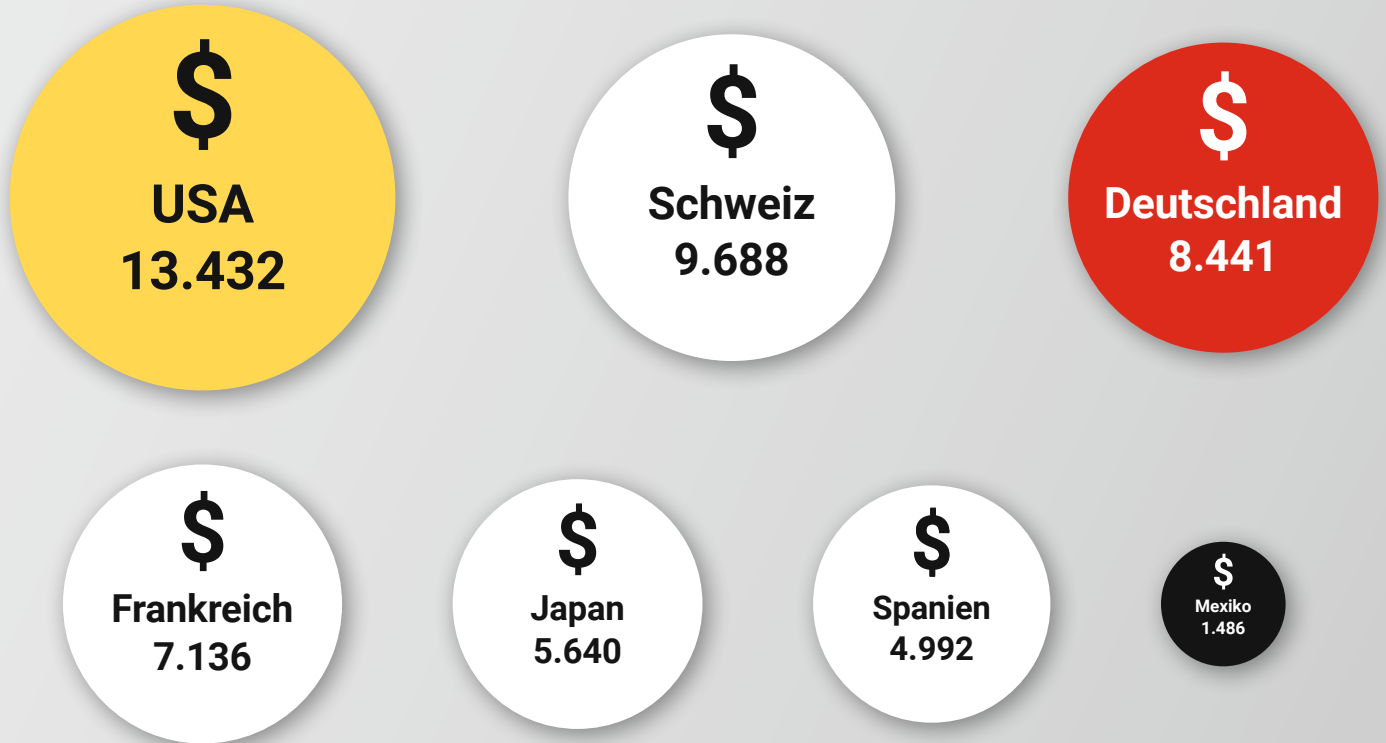 $
USA
13.432
$
Schweiz
9.688
$
Deutschland
8.441
$
Frankreich
7.136
$
Japan
5.640
$
Spanien
4.992
$
Mexiko
1.486